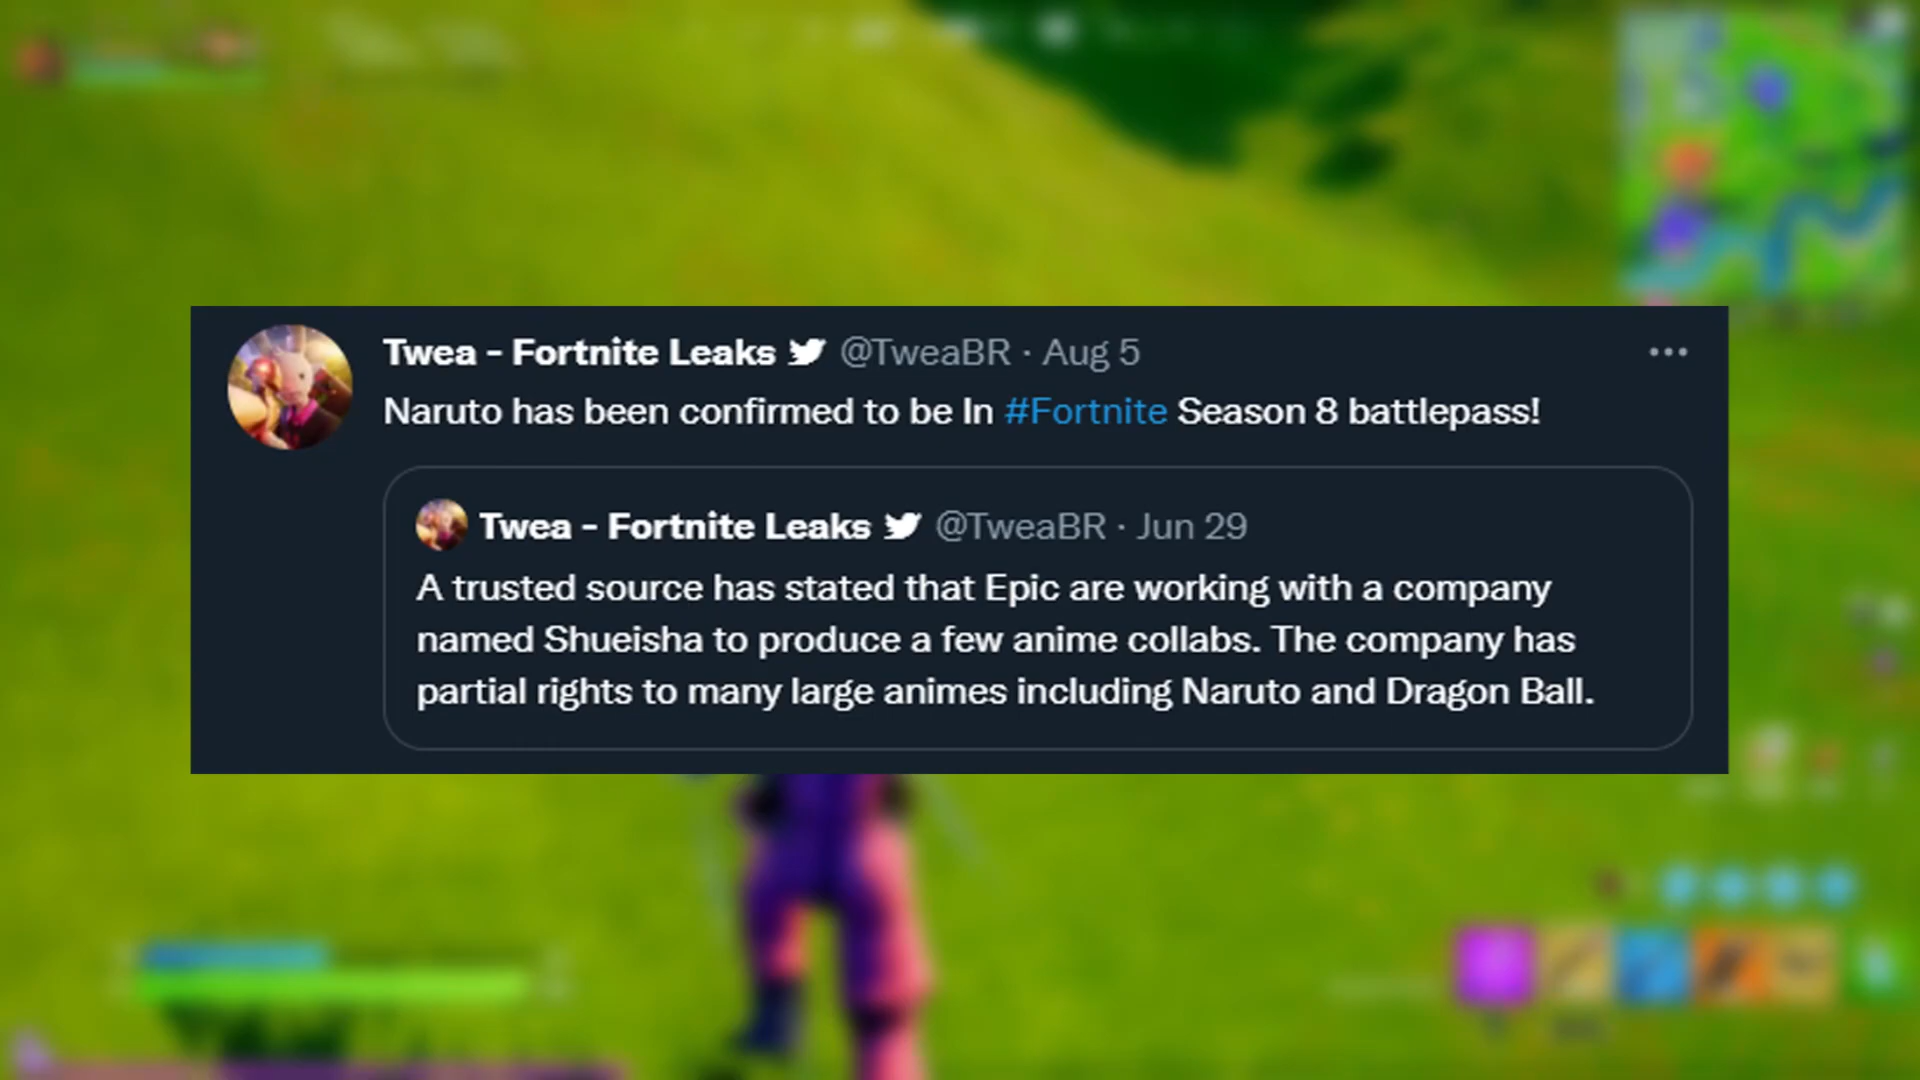 Twea - Fortnite Leaks @TweaBR · Aug 5
Naruto has been confirmed to be In #Fortnite Season 8 battlepass!
Twea - Fortnite Leaks @TweaBR · Jun 29
A trusted source has stated that Epic are working with a company
named Shueisha to produce a few anime collabs. The company has
partial rights to many large animes including Naruto and Dragon Ball.